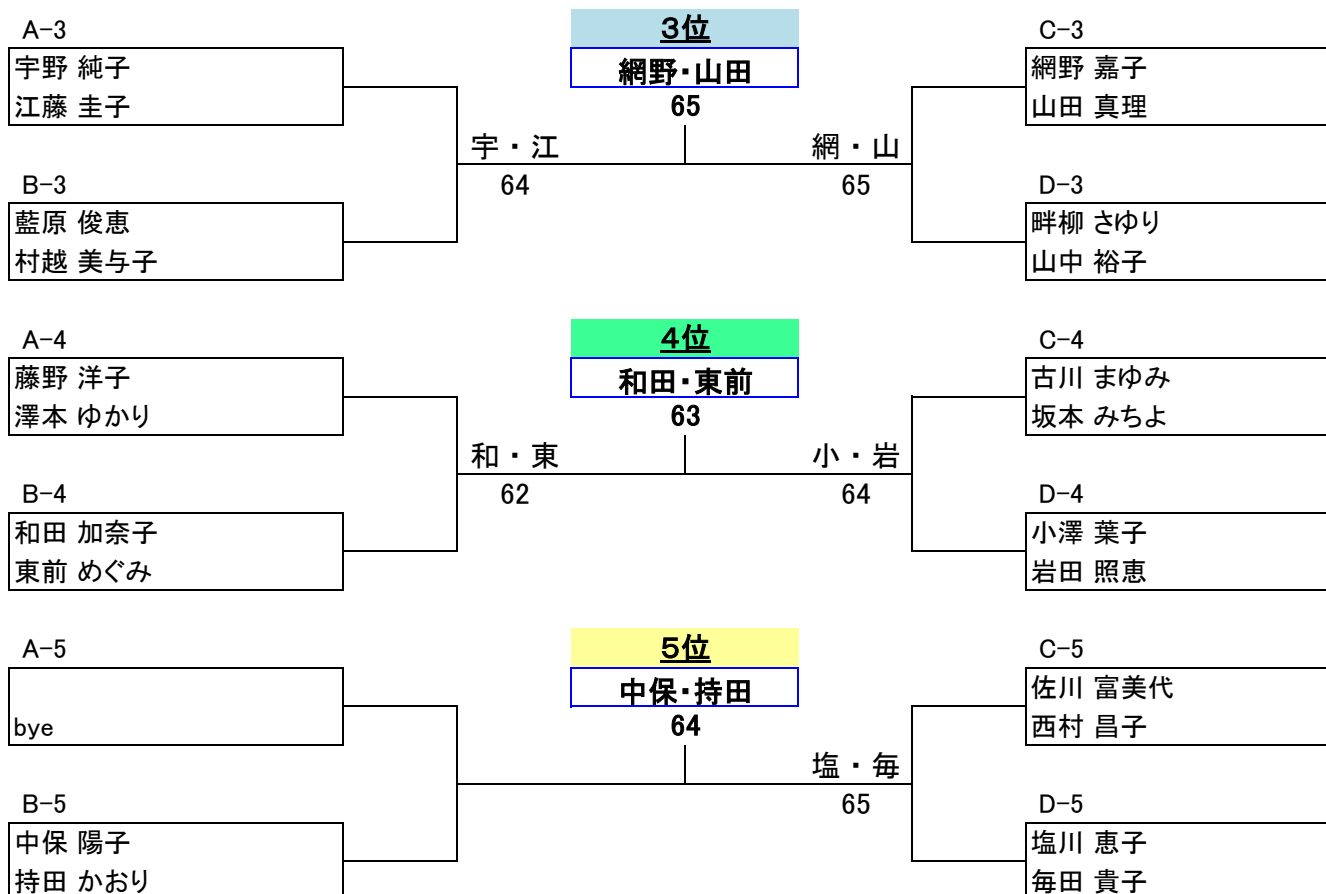 A-3
宇野 純子
江藤 圭子
B-3
藍原 俊恵
村越 美与子
宇・江
64
3位
網野・山田
65
網・山
65
C-3
網野 嘉子
山田 真理
D-3
畔柳 さゆり
山中 裕子
A-4
藤野 洋子
澤本 ゆかり
B-4
和田 加奈子
東前 めぐみ
和・東
62
4位
和田・東前
63
小・岩
64
C-4
古川 まゆみ
坂本 みちよ
D-4
小澤 葉子
岩田 照恵
A-5
bye
B-5
中保 陽子
持田 かおり
5位
中保・持田
64
塩・毎
65
C-5
佐川 富美代
西村 昌子
D-5
塩川 恵子
毎田 貴子